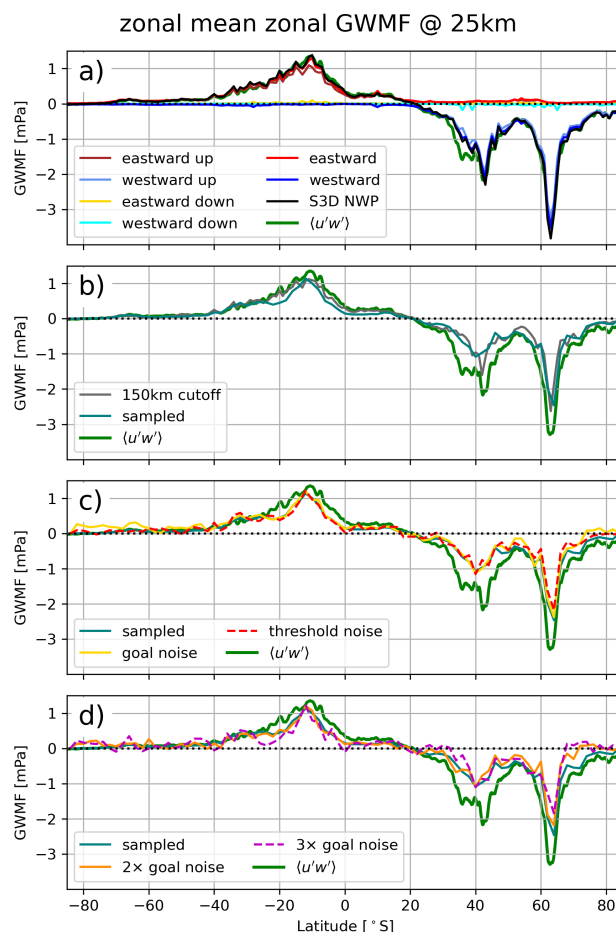 zonal mean zonal GWMF @ 25km
a)
GWMF [mPa]
1
0
−1
−2
−3
eastward up
westward up
eastward down
westward down
eastward
westward
S3D NWP
⟨u′w′⟩
b)
GWMF [mPa]
1
0
−1
−2
−3
150km cutoff
sampled
⟨u′w′⟩
c)
GWMF [mPa]
1
0
−1
−2
−3
sampled
goal noise
threshold noise
⟨u′w′⟩
d)
GWMF [mPa]
1
0
−1
−2
−3
sampled
2× goal noise
3× goal noise
⟨u′w′⟩
−80 −60 −40 −20 0 20 40 60 80
Latitude [°S]